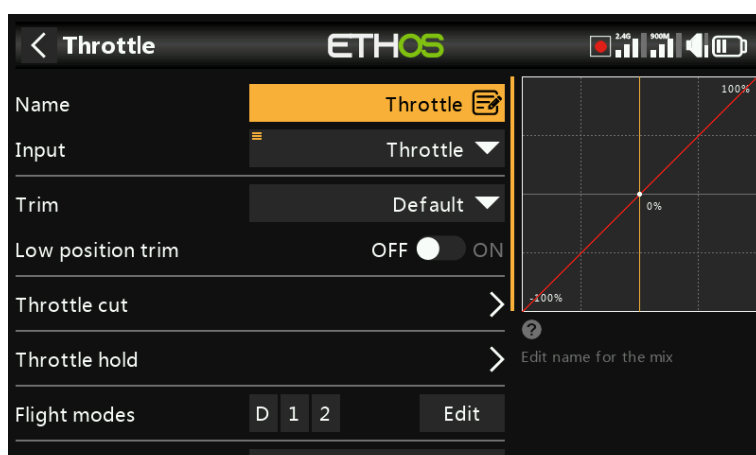 Throttle
ETHOS
2.4G
900M
Name
Throttle
Input
Throttle
Trim
Default
Low position trim
OFF
ON
Throttle cut
Throttle hold
Flight modes
D 1 2
Edit
100%
0%
-100%
?
Edit name for the mix